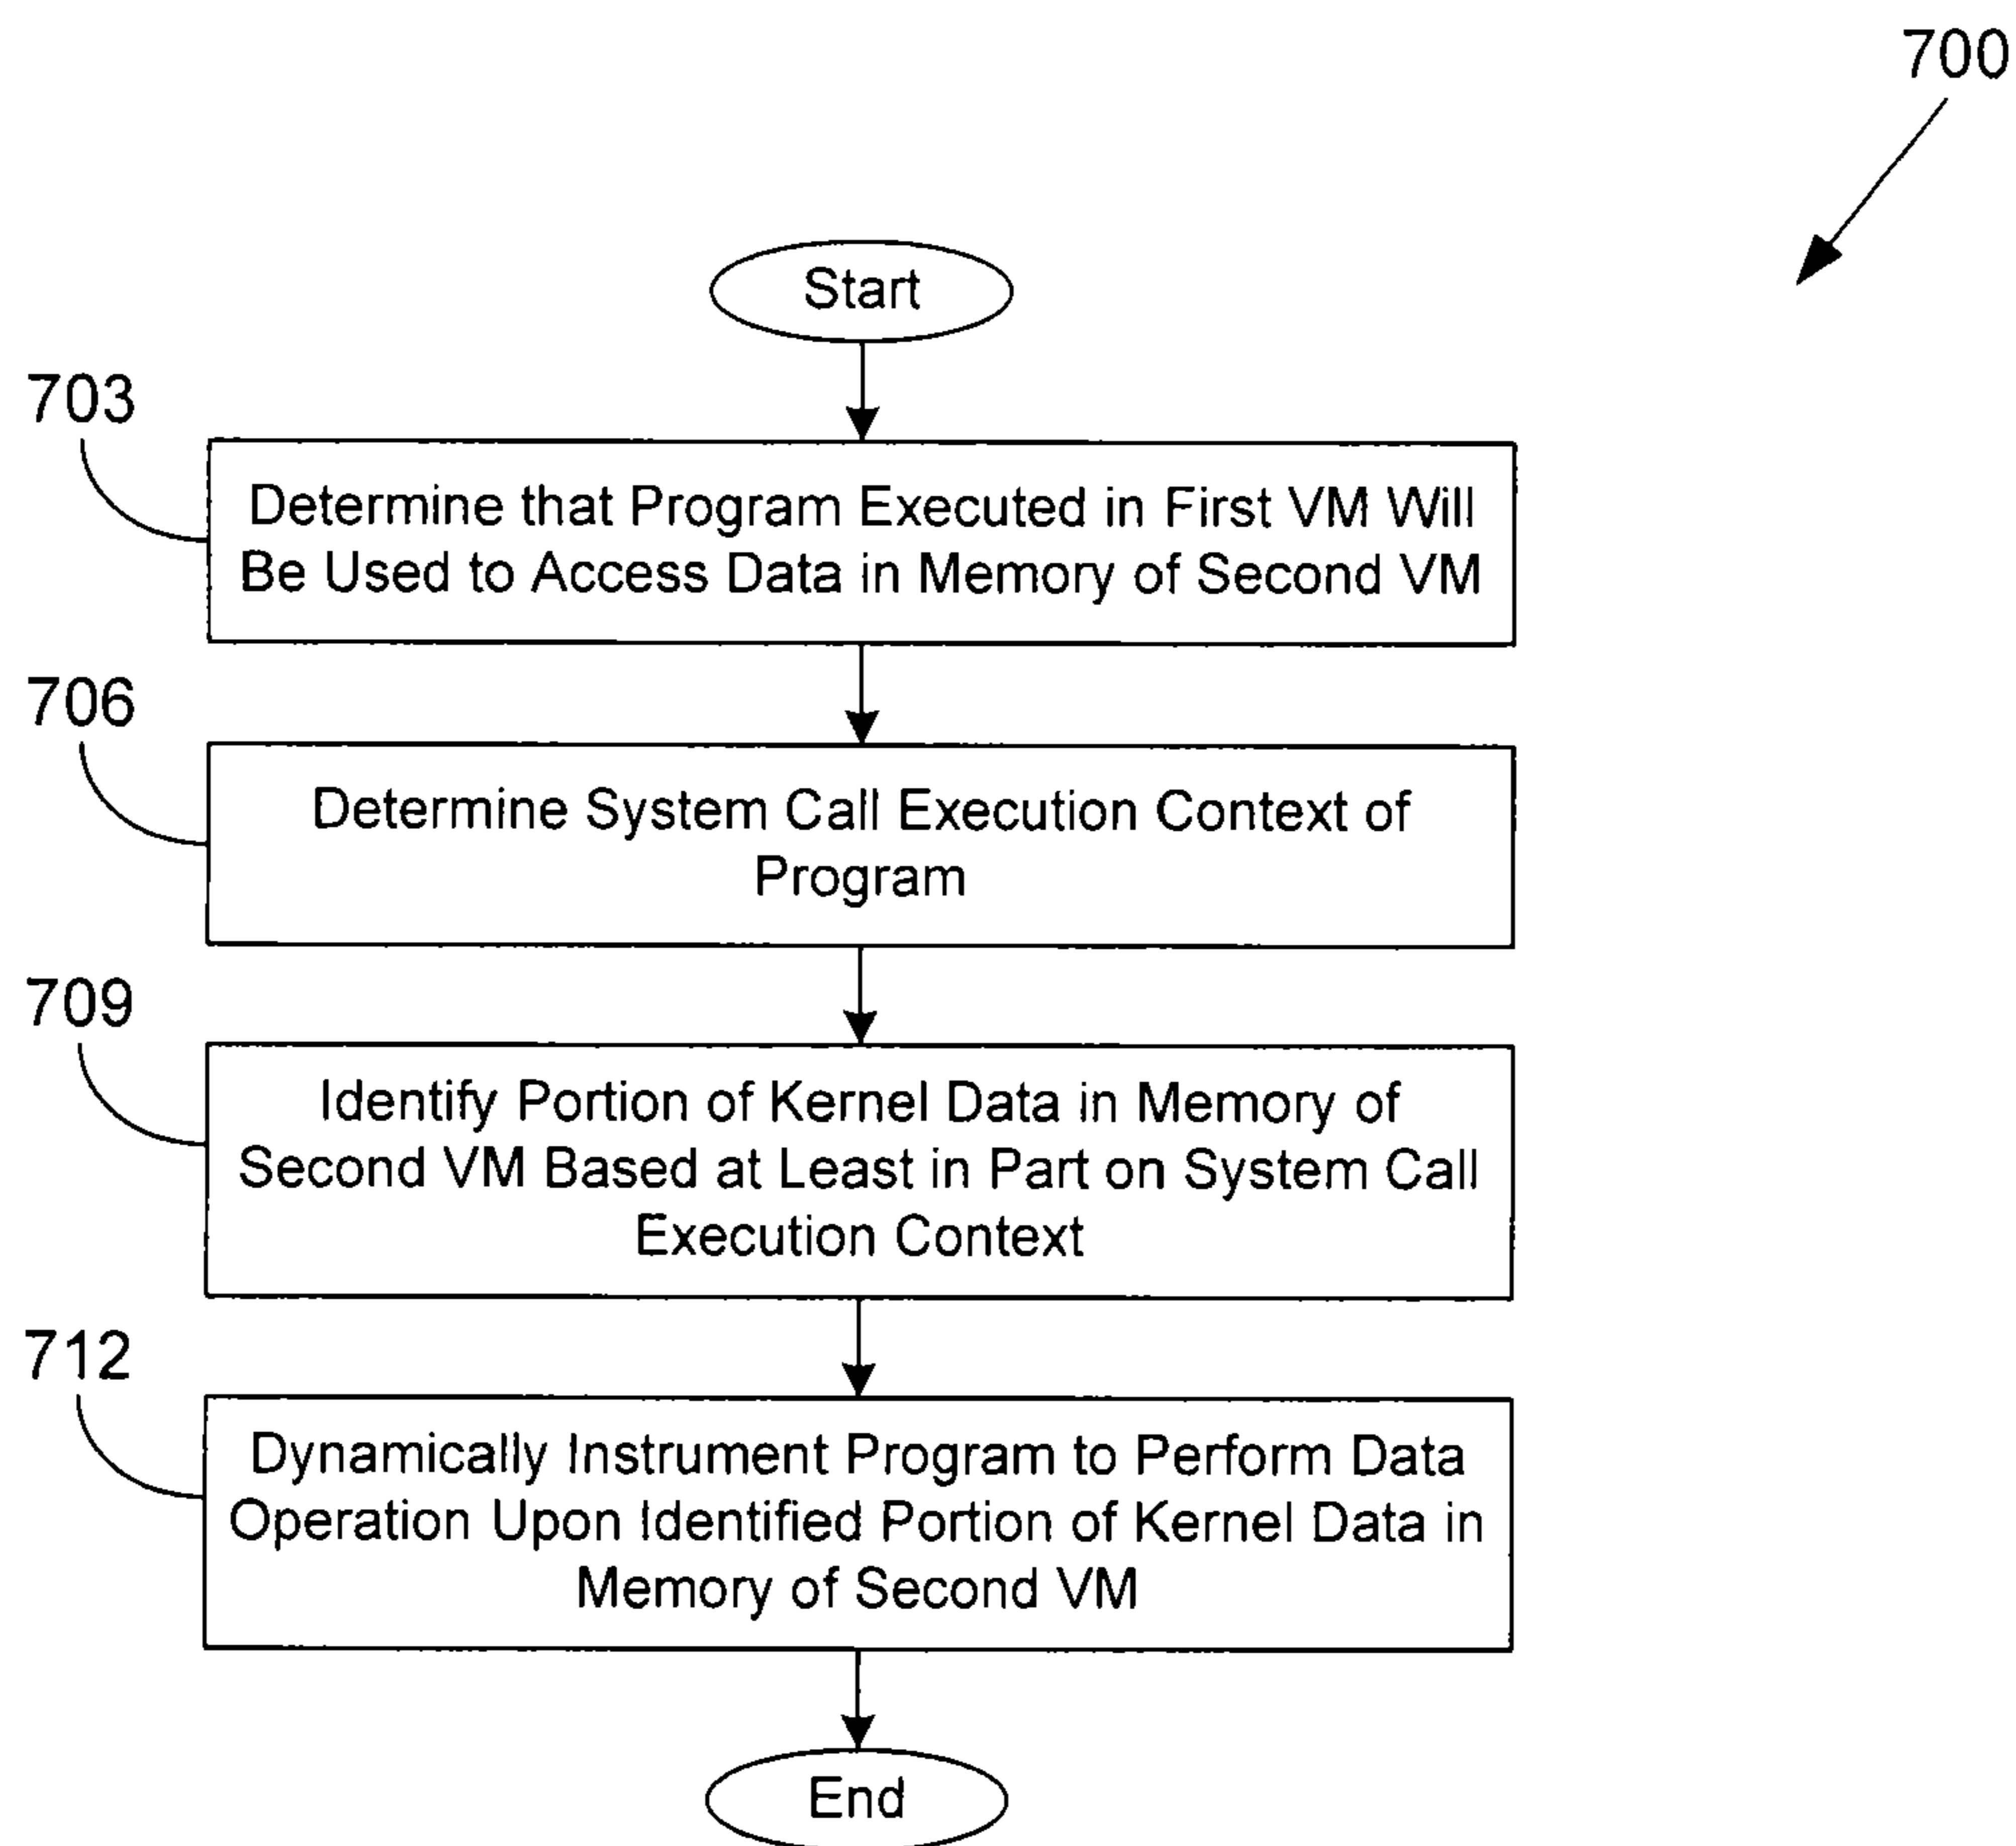 700
Start
703
Determine that Program Executed in First VM Will
Be Used to Access Data in Memory of Second VM
706
Determine System Call Execution Context of
Program
709
Identify Portion of Kernel Data in Memory of
Second VM Based at Least in Part on System Call
Execution Context
712
Dynamically Instrument Program to Perform Data
Operation Upon Identified Portion of Kernel Data in
Memory of Second VM
End